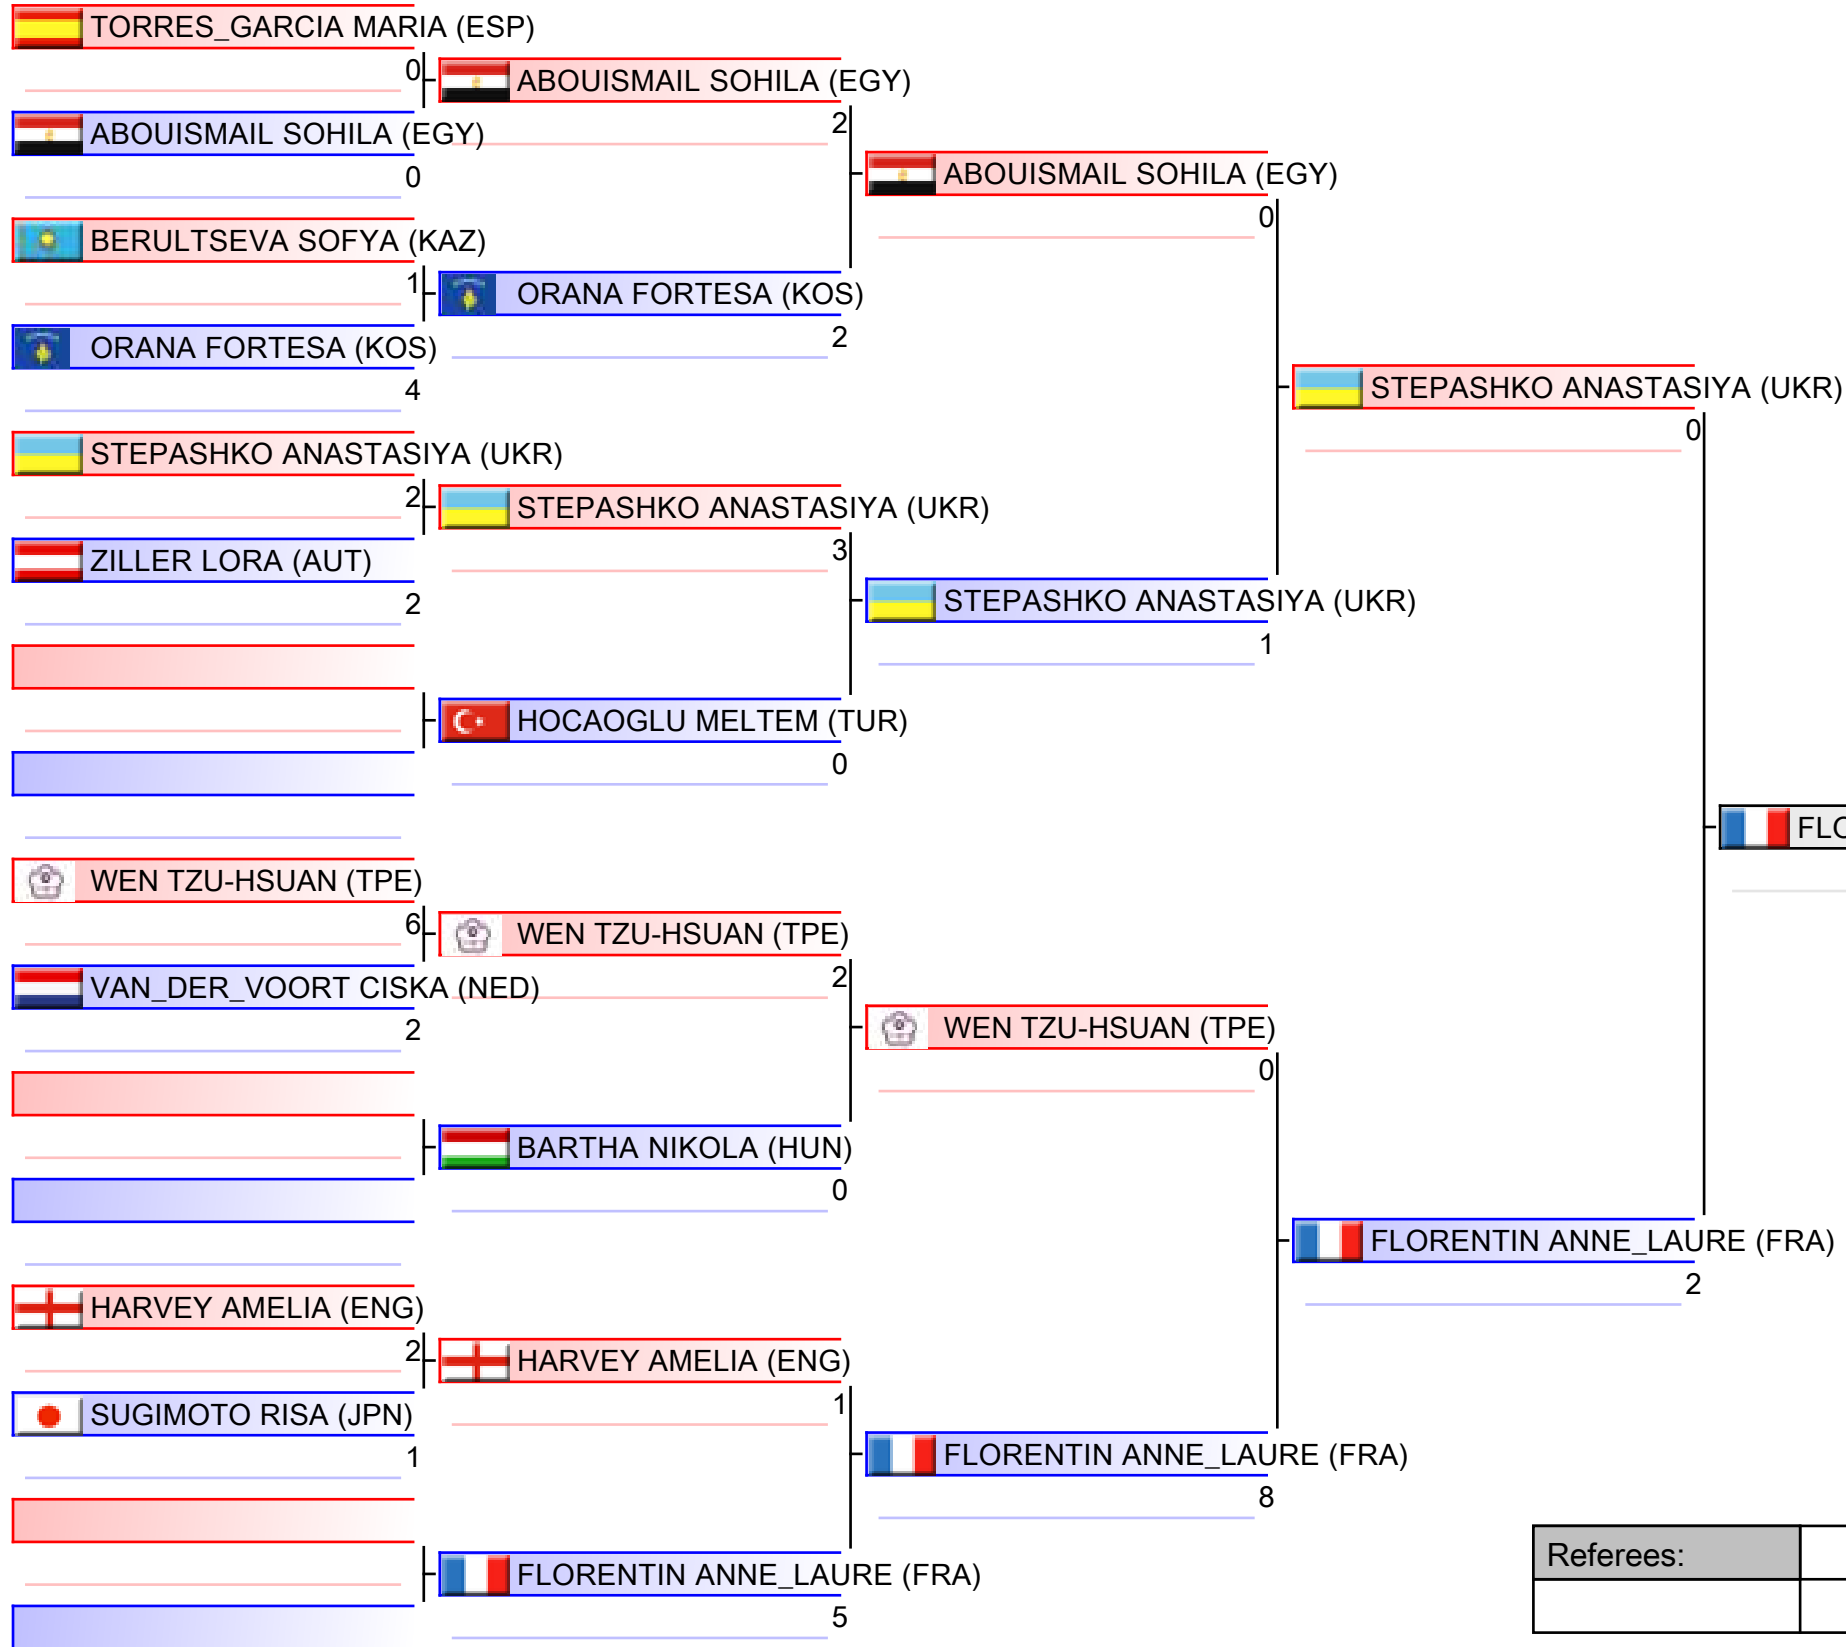 TORRES_GARCIA MARIA (ESP)
0
ABOUISMAIL SOHILA (EGY)
0
BERULTSEVA SOFYA (KAZ)
1
ORANA FORTESA (KOS)
4
STEPASHKO ANASTASIYA (UKR)
2
ZILLER LORA (AUT)
2
WEN TZU-HSUAN (TPE)
6
VAN_DER_VOORT CISKA (NED)
2
HARVEY AMELIA (ENG)
2
SUGIMOTO RISA (JPN)
1
ABOUISMAIL SOHILA (EGY)
2
ORANA FORTESA (KOS)
2
STEPASHKO ANASTASIYA (UKR)
3
HOCAOGLU MELTEM (TUR)
0
WEN TZU-HSUAN (TPE)
2
BARTHA NIKOLA (HUN)
0
HARVEY AMELIA (ENG)
1
FLORENTIN ANNE_LAURE (FRA)
5
ABOUISMAIL SOHILA (EGY)
0
STEPASHKO ANASTASIYA (UKR)
1
WEN TZU-HSUAN (TPE)
0
FLORENTIN ANNE_LAURE (FRA)
8
STEPASHKO ANASTASIYA (UKR)
0
FLORENTIN ANNE_LAURE (FRA)
2
Referees: